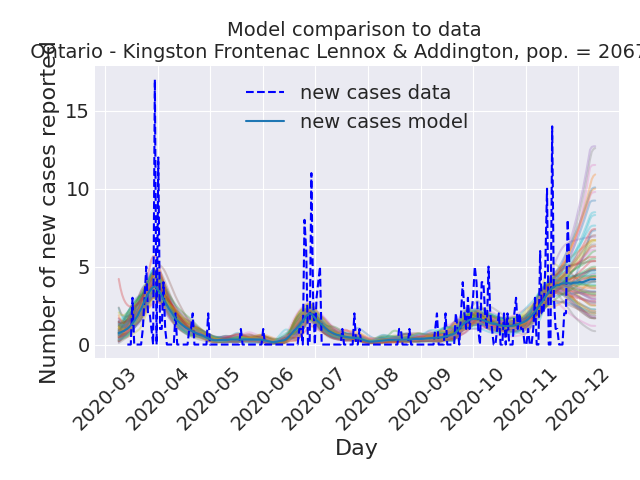 Model comparison to data
Ontario - Kingston Frontenac Lennox & Addington, pop. = 2067
Number of new cases reported
new cases data
new cases model
15
10
5
0
2020-03
2020-04
2020-05
2020-06
2020-07
2020-08
2020-09
2020-10
2020-11
2020-12
Day